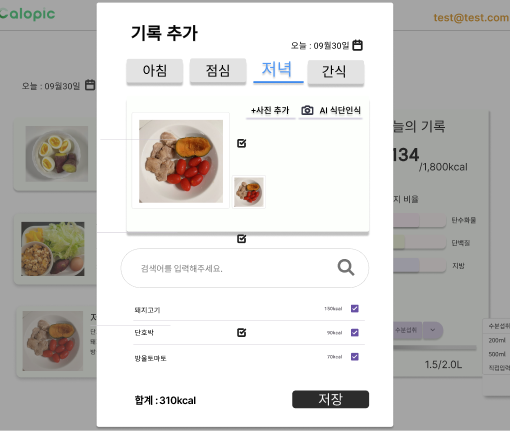 Calopic
test@test.com
기록 추가
오늘 : 09월30일
아침
점심
저녁
간식
오늘 : 09월30일
+사진 추가
AI 식단인식
늘의 기록
134
/1,800kcal
지 비율
탄수화물
단백질
지방
검색어를 입력해주세요.
돼지고기
150kcal
단호박
90kcal
방울토마토
70kcal
수분섭취
수분섭취
200ml
500ml
직접입력
1.5/2.0L
합계 : 310kcal
저장